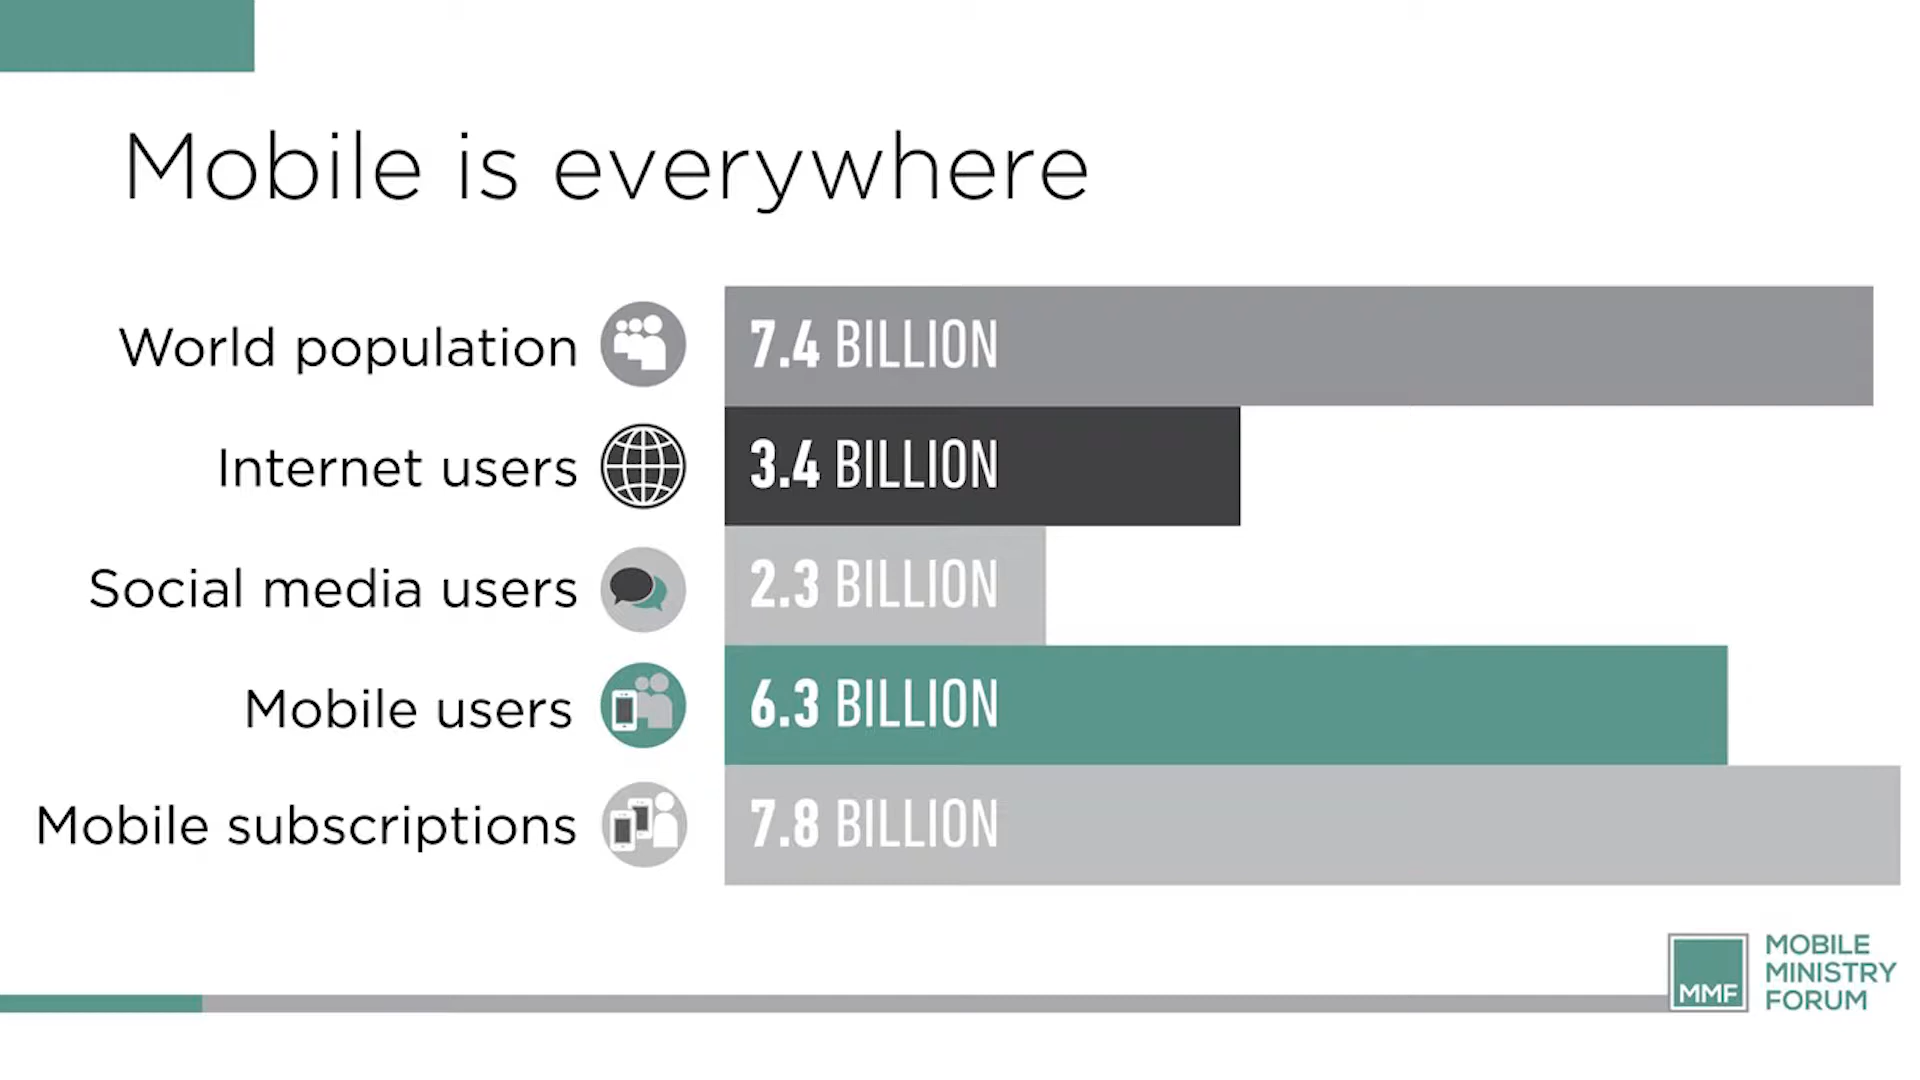 Mobile is everywhere
World population 7.4 BILLION
Internet users 3.4 BILLION
Social media users 2.3 BILLION
Mobile users 6.3 BILLION
Mobile subscriptions 7.8 BILLION
MMF
MOBILE
MINISTRY
FORUM